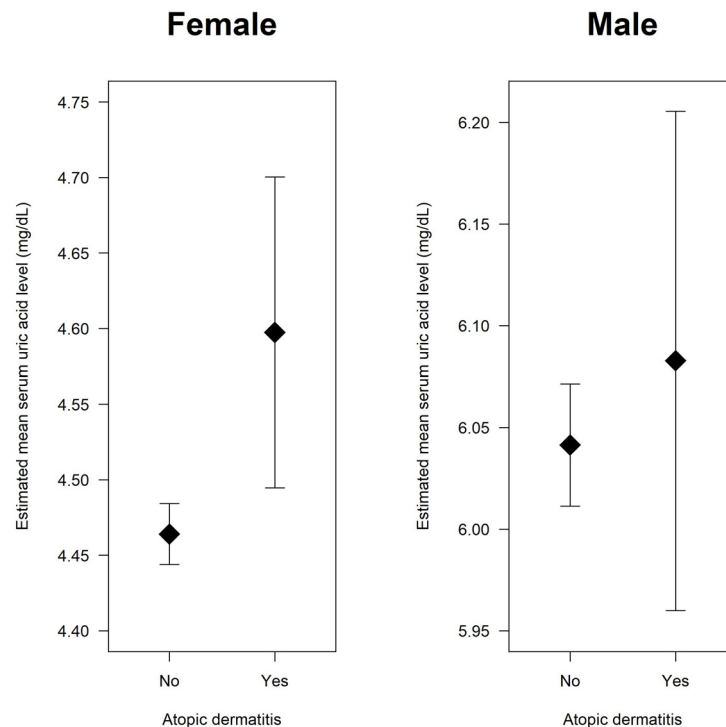 Female
Estimated mean serum uric acid level (mg/dL)
4.75
4.70
4.65
4.60
4.55
4.50
4.45
4.40
No Yes
Atopic dermatitis
Male
Estimated mean serum uric acid level (mg/dL)
6.20
6.15
6.10
6.05
6.00
5.95
No Yes
Atopic dermatitis